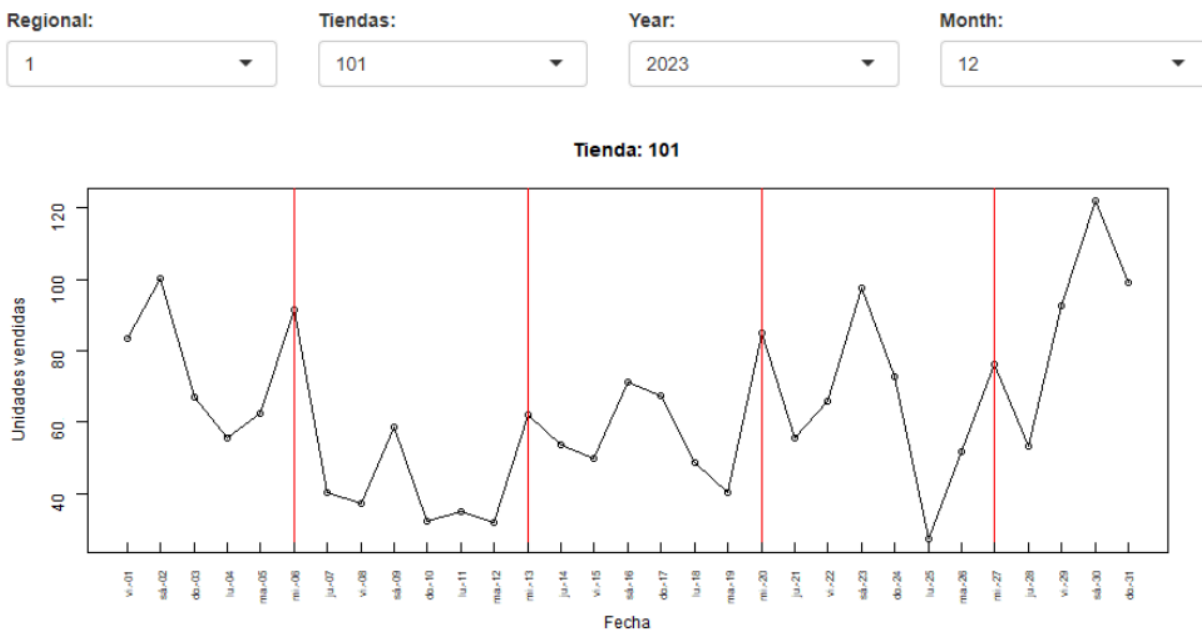 Regional: Tiendas: Year: Month:
1 101 2023 12
Tienda: 101
Unidades vendidas
120
100
80
60
40
vi.-01 sá.-02 do.-03 lu.-04 ma.-05 mi.-06 ju.-07 vi.-08 sá.-09 do.-10 lu.-11 ma.-12 mi.-13 ju.-14 vi.-15 sá.-16 do.-17 lu.-18 ma.-19 mi.-20 ju.-21 vi.-22 sá.-23 do.-24 lu.-25 ma.-26 mi.-27 ju.-28 vi.-29 sá.-30 do.-31
Fecha